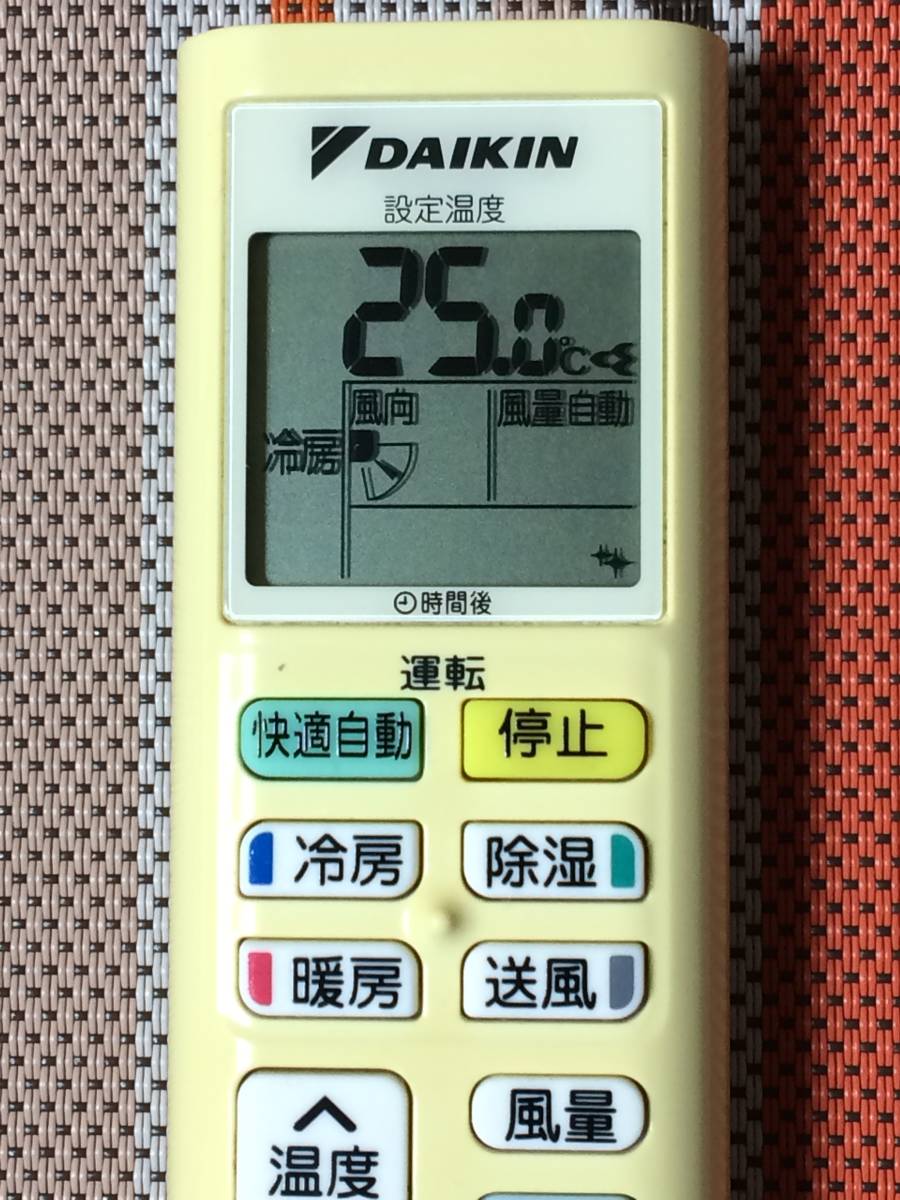 DAIKIN
設定温度
25.0℃
風向 風量自動
冷房
時間後
運転
快適自動 停止
冷房 除湿
暖房 送風
風量
温度